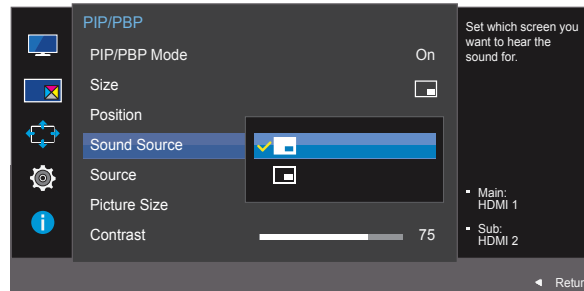 PIP/PBP
PIP/PBP Mode On
Size
Position
Sound Source
Source
Picture Size
Contrast 75
Set which screen you
want to hear the
sound for.
Main:
HDMI 1
Sub:
HDMI 2
Retur